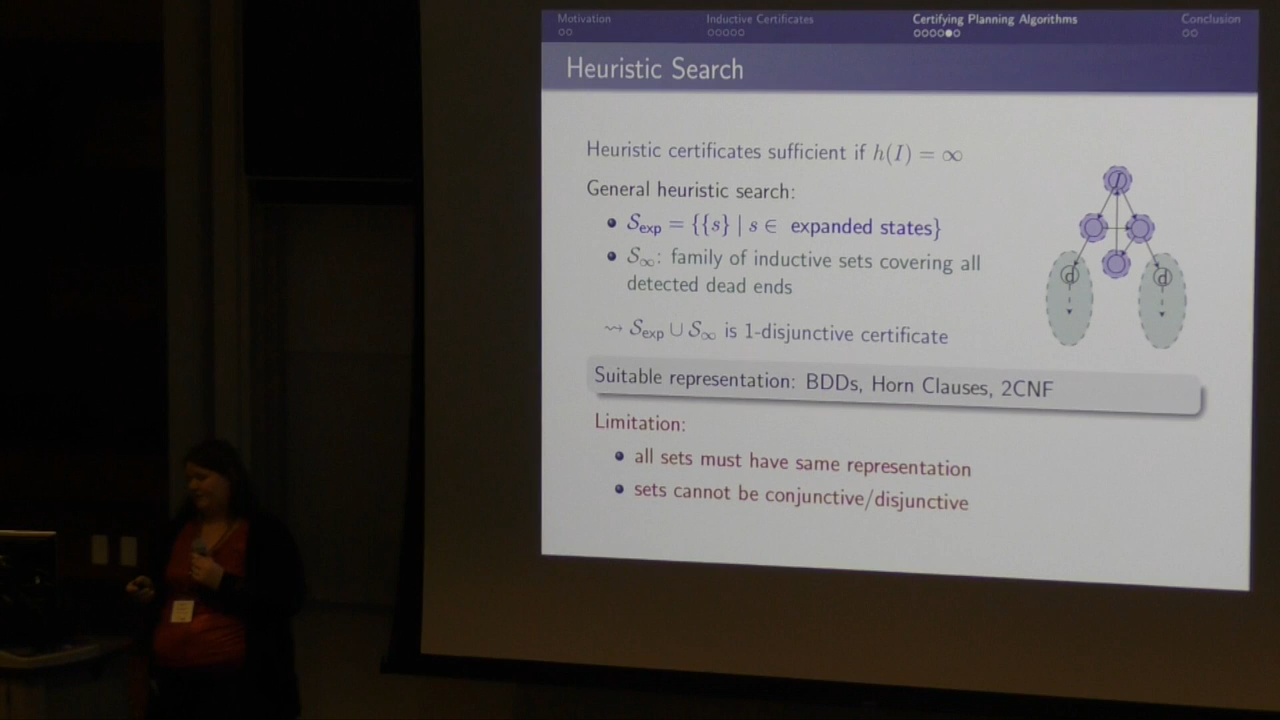 Motivation
Inductive Certificates
Certifying Planning Algorithms
Conclusion
Heuristic Search
Heuristic certificates sufficient if h(I) = ∞
General heuristic search:
S_exp = {{s} | s ∈ expanded states}
S_∞: family of inductive sets covering all
detected dead ends
⇝ S_exp ∪ S_∞ is 1-disjunctive certificate
Suitable representation: BDDs, Horn Clauses, 2CNF
Limitation:
all sets must have same representation
sets cannot be conjunctive/disjunctive
I
d
d